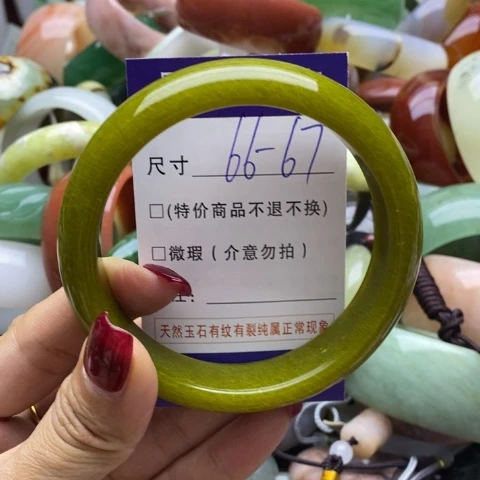 尺寸 66-67
□(特价商品不退不换)
□微瑕(介意勿拍)
天然玉石有纹有裂纯属正常现象